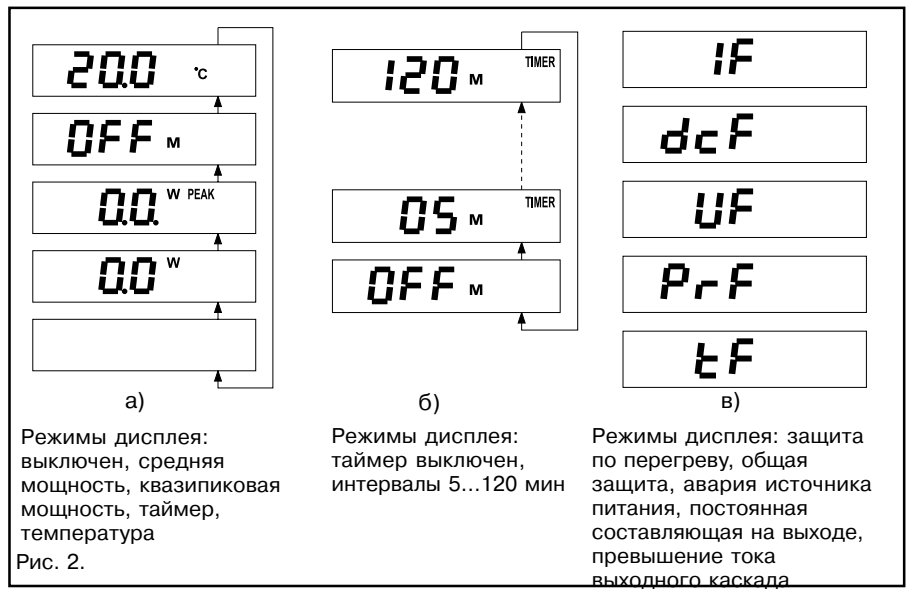 20.0 °C
OFF M
0.0. W PEAK
0.0 W
а)
Режимы дисплея:
выключен, средняя
мощность, квазипиковая
мощность, таймер,
температура
Рис. 2.
120 M TIMER
05 M TIMER
OFF M
б)
Режимы дисплея:
таймер выключен,
интервалы 5...120 мин
IF
dcF
UF
PrF
tF
в)
Режимы дисплея: защита
по перегреву, общая
защита, авария источника
питания, постоянная
составляющая на выходе,
превышение тока
выходного каскада